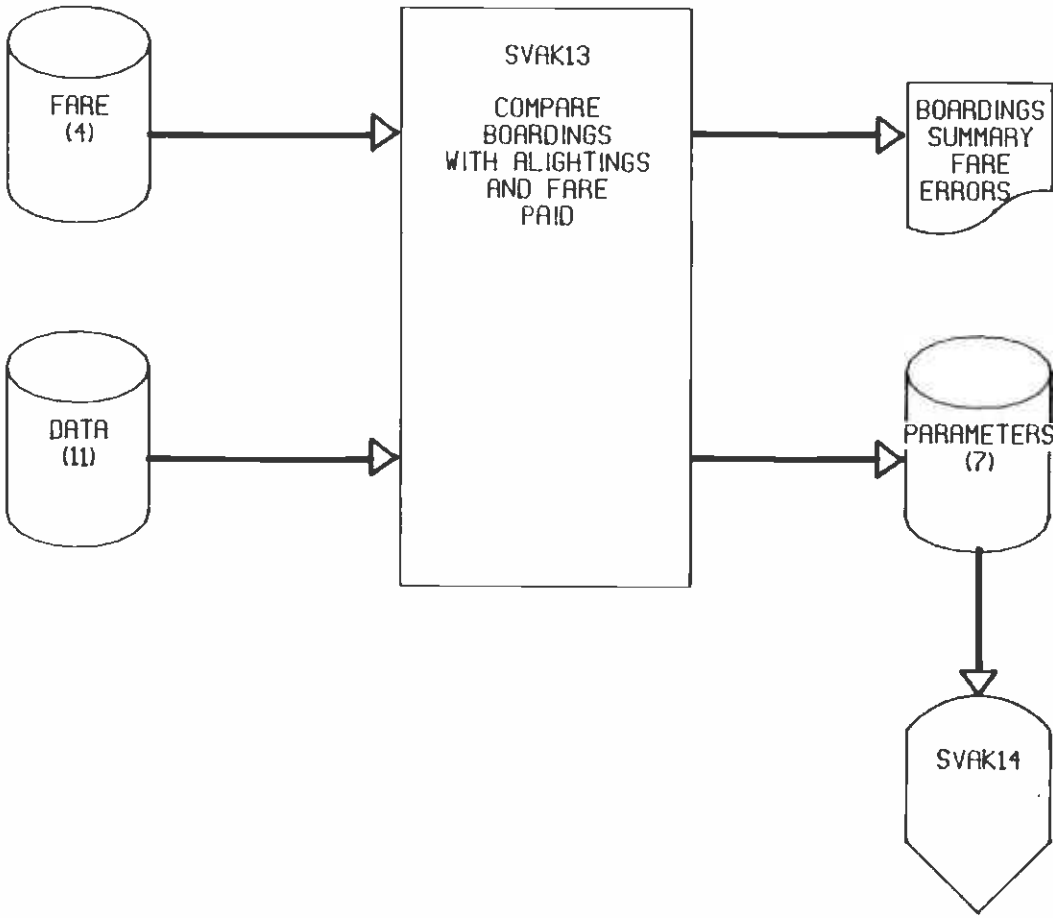 FARE
(4)
SVAK13
COMPARE
BOARDINGS
WITH ALIGHTINGS
AND FARE
PAID
BOARDINGS
SUMMARY
FARE
ERRORS
DATA
(11)
PARAMETERS
(7)
SVAK14